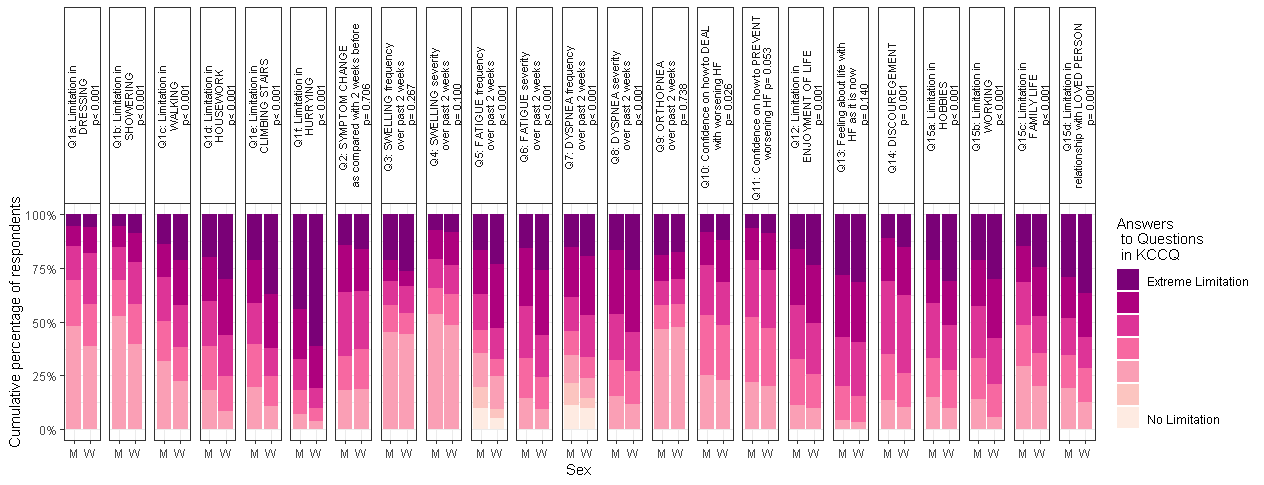 Q1a: Limitation in
DRESSING
p< 0.001
Q1b: Limitation in
SHOWERING
p< 0.001
Q1c: Limitation in
WALKING
p< 0.001
Q1d: Limitation in
HOUSEWORK
p< 0.001
Q1e: Limitation in
CLIMBING STAIRS
p< 0.001
Q1f: Limitation in
HURRYING
p< 0.001
Q2: SYMPTOM CHANGE
as compared with 2 weeks before
p= 0.706
Q3: SWELLING frequency
over past 2 weeks
p= 0.267
Q4: SWELLING severity
over past 2 weeks
p= 0.100
Q5: FATIGUE frequency
over past 2 weeks
p< 0.001
Q6: FATIGUE severity
over past 2 weeks
p< 0.001
Q7: DYSPNEA frequency
over past 2 weeks
p= 0.001
Q8: DYSPNEA severity
over past 2 weeks
p< 0.001
Q9: ORTHOPNEA
over past 2 weeks
p= 0.738
Q10: Confidence on how to DEAL
with worsening HF
p= 0.026
Q11: Confidence on how to PREVENT
worsening HF p= 0.053
Q12: Limitation in
ENJOYMENT OF LIFE
p= 0.001
Q13: Feeling about life with
HF as it is now
p= 0.140
Q14: DISCOUREGEMENT
p= 0.001
Q15a: Limitation in
HOBBIES
p< 0.001
Q15b: Limitation in
WORKING
p< 0.001
Q15c: Limitation in
FAMILY LIFE
p< 0.001
Q15d: Limitation in
relationship with LOVED PERSON
p= 0.001
Cumulative percentage of respondents
100%
75%
50%
25%
0%
M W M W M W M W M W M W M W M W M W M W M W M W M W M W M W M W M W M W M W M W M W M W M W
Sex
Answers
to Questions
in KCCQ
Extreme Limitation
No Limitation